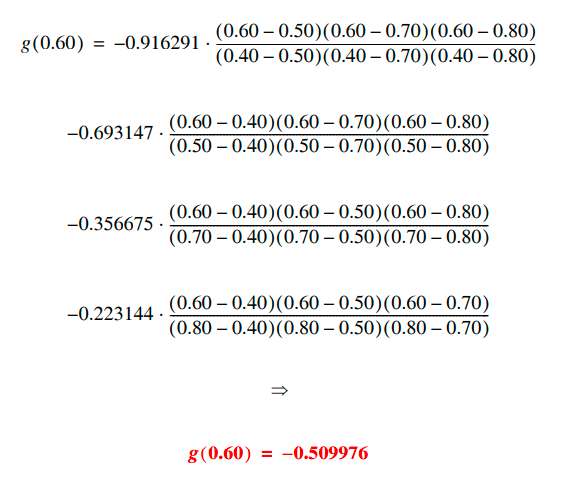 g(0.60) = −0.916291 · (0.60 − 0.50)(0.60 − 0.70)(0.60 − 0.80)
(0.40 − 0.50)(0.40 − 0.70)(0.40 − 0.80)
−0.693147 · (0.60 − 0.40)(0.60 − 0.70)(0.60 − 0.80)
(0.50 − 0.40)(0.50 − 0.70)(0.50 − 0.80)
−0.356675 · (0.60 − 0.40)(0.60 − 0.50)(0.60 − 0.80)
(0.70 − 0.40)(0.70 − 0.50)(0.70 − 0.80)
−0.223144 · (0.60 − 0.40)(0.60 − 0.50)(0.60 − 0.70)
(0.80 − 0.40)(0.80 − 0.50)(0.80 − 0.70)
⇒
g(0.60) = −0.509976